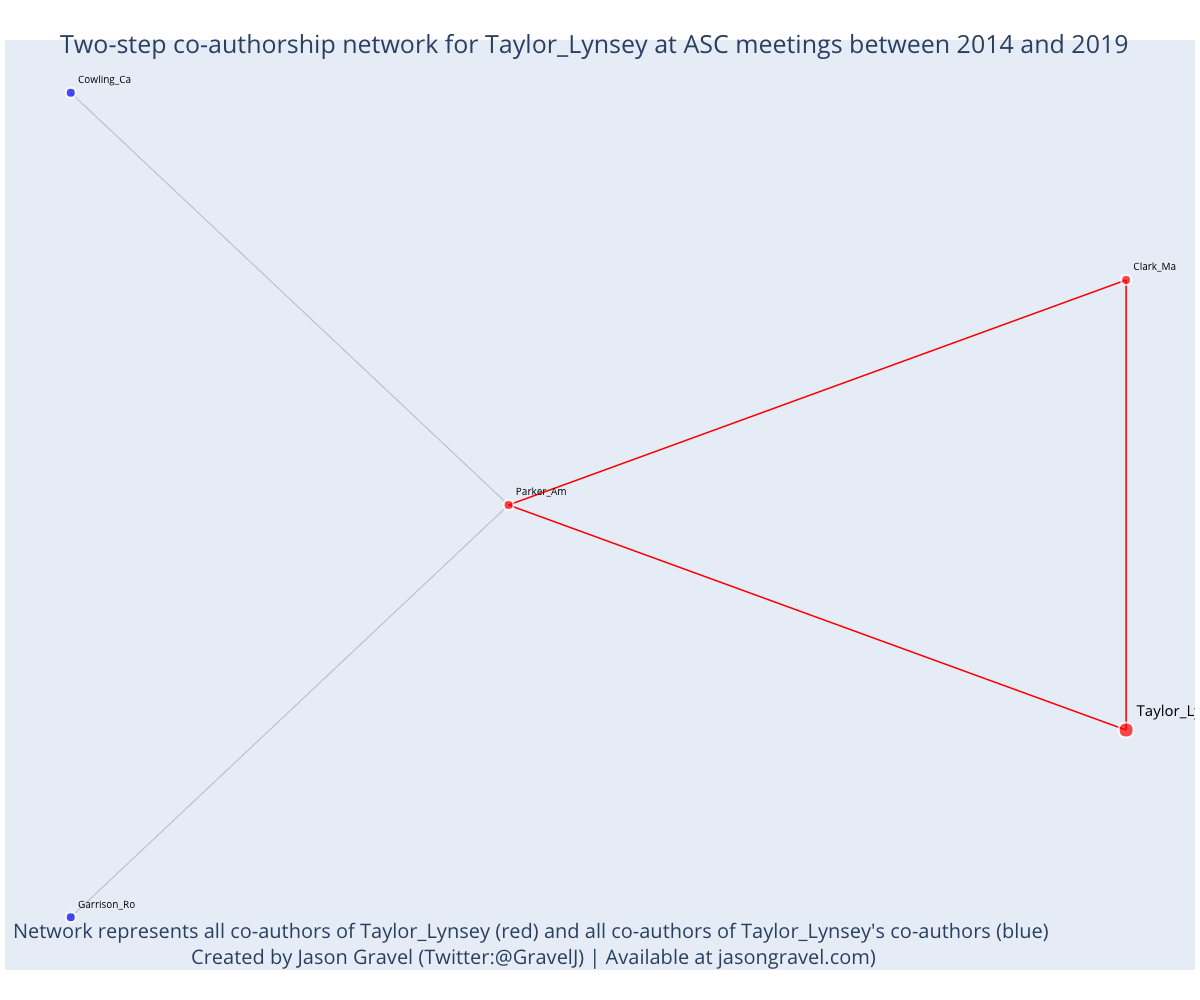 Two-step co-authorship network for Taylor_Lynsey at ASC meetings between 2014 and 2019
Cowling_Ca
Clark_Ma
Parker_Am
Taylor_Ly
Garrison_Ro
Network represents all co-authors of Taylor_Lynsey (red) and all co-authors of Taylor_Lynsey's co-authors (blue)
Created by Jason Gravel (Twitter:@GravelJ) | Available at jasongravel.com)